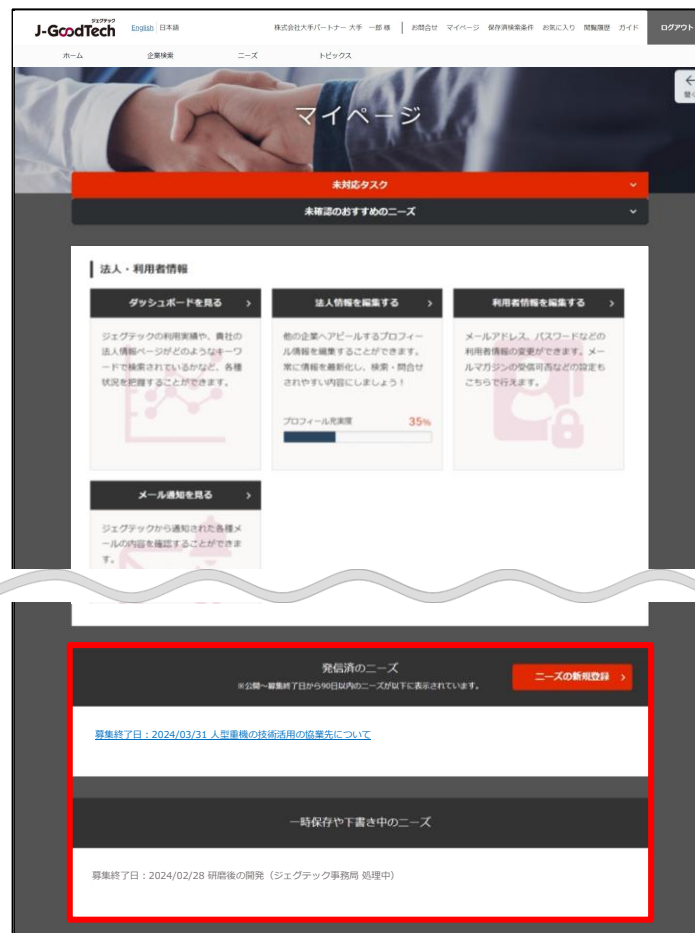 ジェグテック
J-GoodTech
English 日本語
株式会社大手パートナー 大手 一郎 様
お問合せ マイページ 保存済検索条件 お気に入り 閲覧履歴 ガイド
ログアウト
ホーム 企業検索 ニーズ トピックス
開く
マイページ
未対応タスク
未確認のおすすめのニーズ
法人・利用者情報
ダッシュボードを見る
ジェグテックの利用実績や、貴社の
法人情報ページがどのようなキーワ
ードで検索されているかなど、各種
状況を把握することができます。
法人情報を編集する
他の企業へアピールするプロフィー
ル情報を編集することができます。
常に情報を最新化し、検索・問合せ
されやすい内容にしましょう！
プロフィール充実度 35%
利用者情報を編集する
メールアドレス、パスワードなどの
利用者情報の変更ができます。メー
ルマガジンの受信可否などの設定も
こちらで行えます。
メール通知を見る
ジェグテックから通知された各種メ
ールの内容を確認することができま
す。
発信済のニーズ
※公開～募集終了日から90日以内のニーズが以下に表示されています。
ニーズの新規登録
募集終了日：2024/03/31 人型重機の技術活用の協業先について
一時保存や下書き中のニーズ
募集終了日：2024/02/28 研磨後の開発（ジェグテック事務局 処理中）